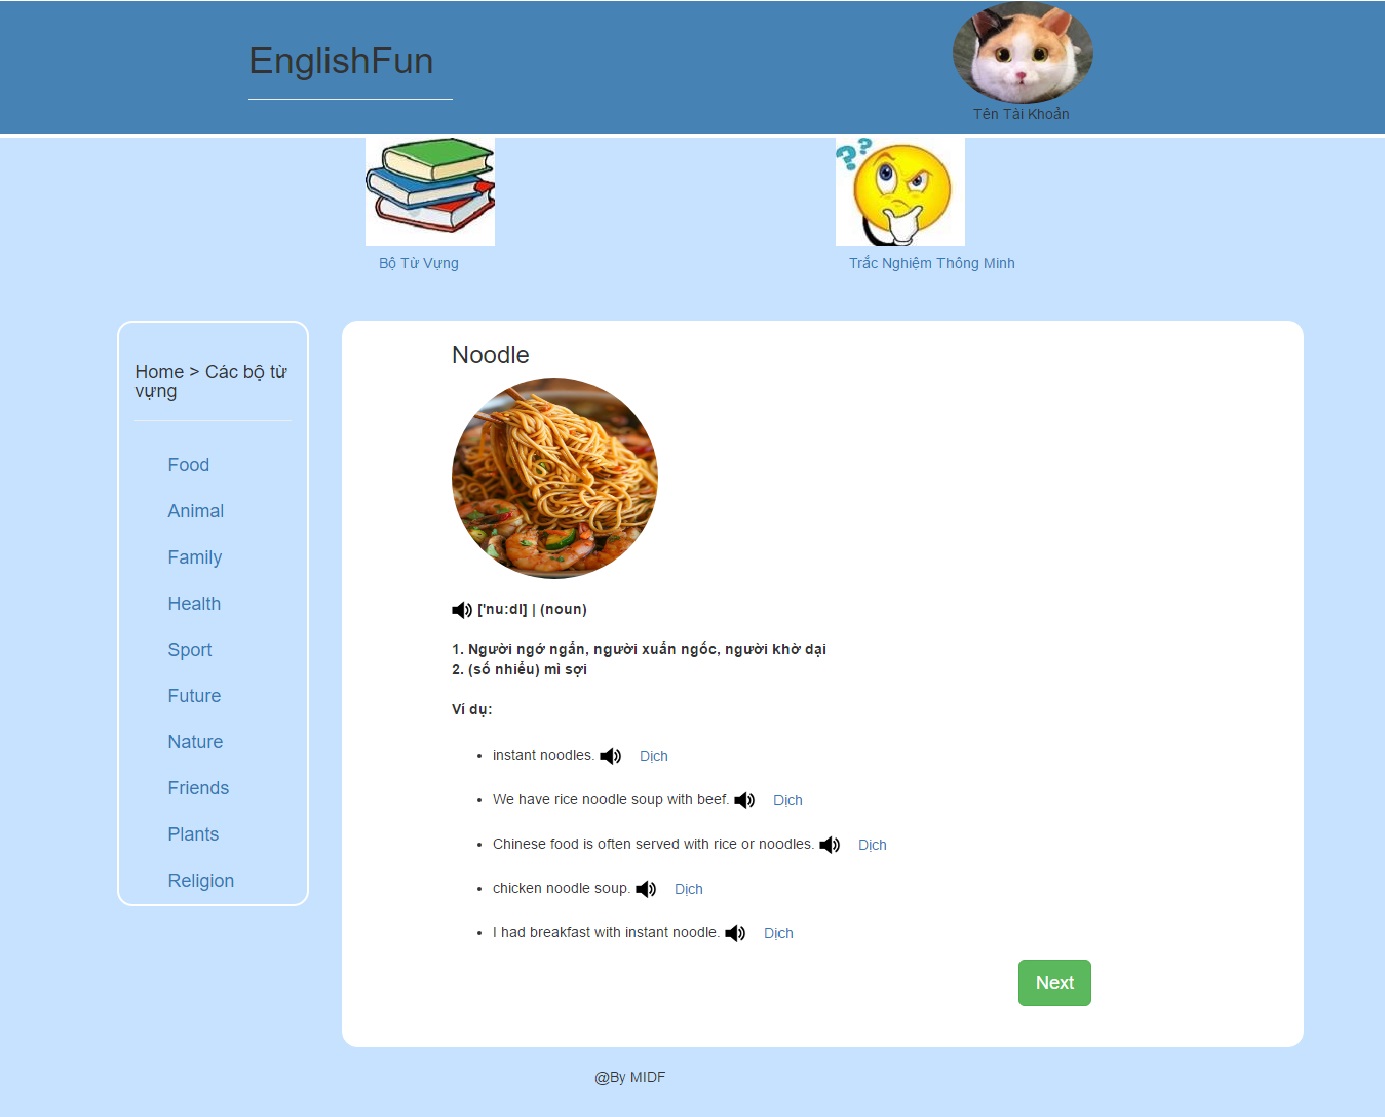 EnglishFun
Tên Tài Khoản
??
Bộ Từ Vựng
Trắc Nghiệm Thông Minh
Home > Các bộ từ
vựng
Food
Animal
Family
Health
Sport
Future
Nature
Friends
Plants
Religion
Noodle
['nu:dl] | (noun)
1. Người ngớ ngẩn, người xuẩn ngốc, người khờ dại
2. (số nhiều) mì sợi
Ví dụ:
• instant noodles. Dịch
• We have rice noodle soup with beef. Dịch
• Chinese food is often served with rice or noodles. Dịch
• chicken noodle soup. Dịch
• I had breakfast with instant noodle. Dịch
Next
@By MIDF